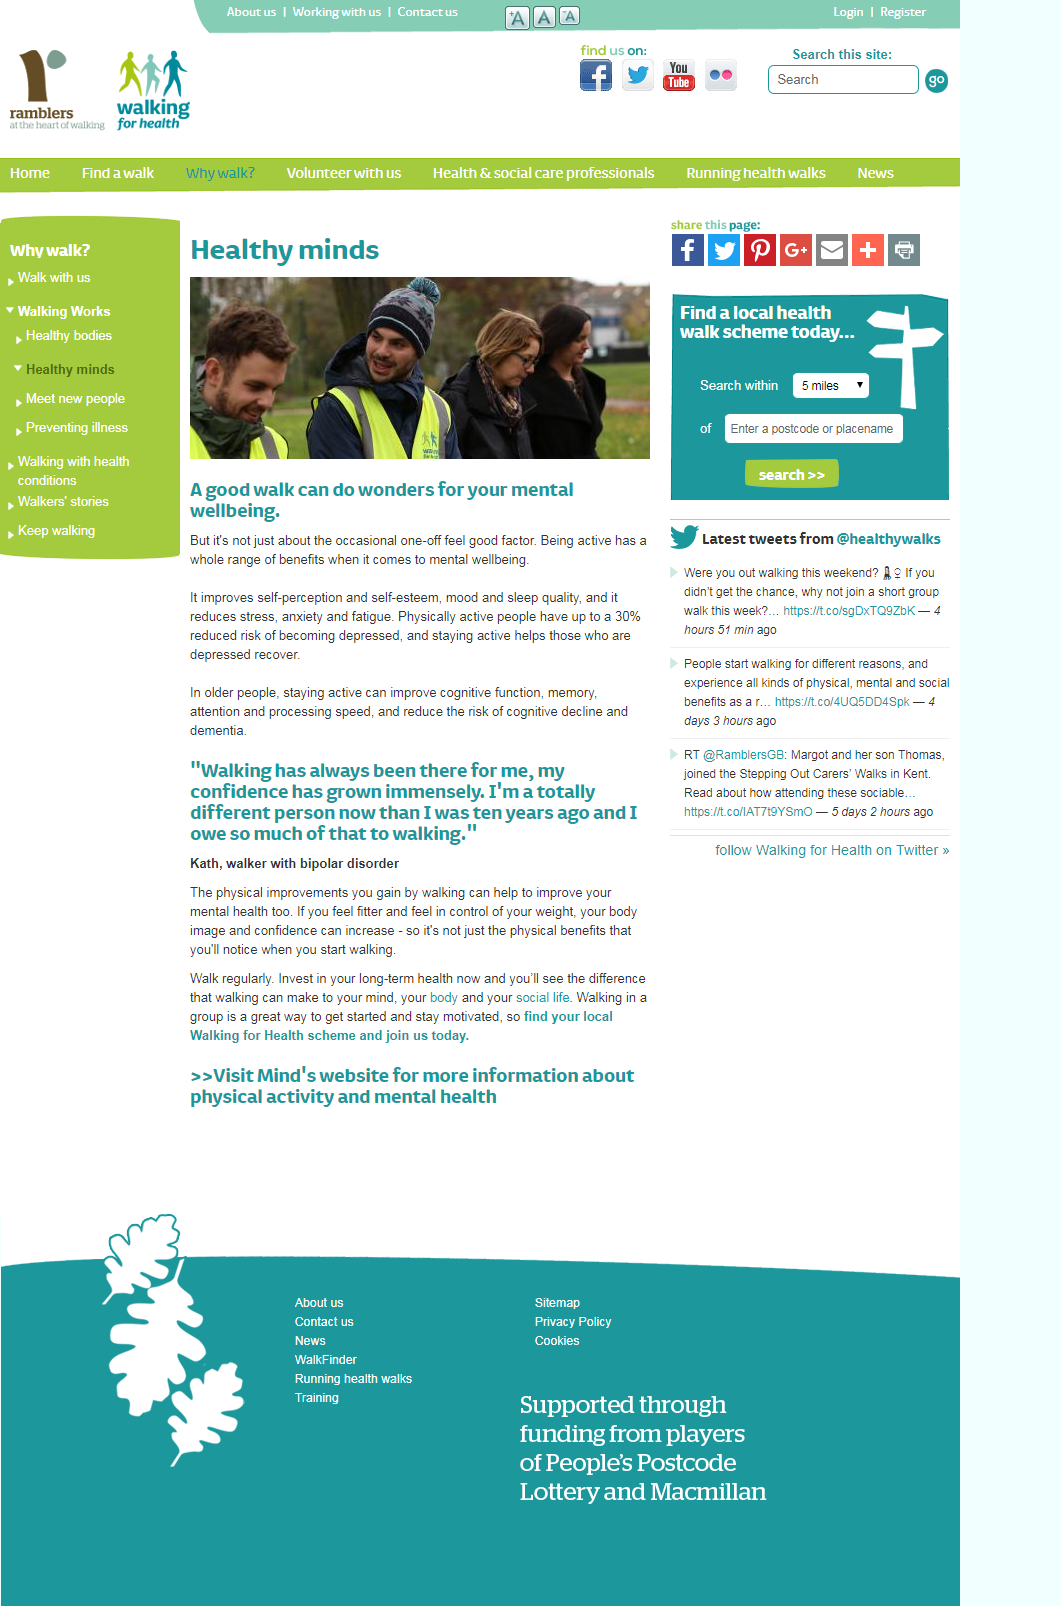 About us | Working with us | Contact us
+A A -A
Login | Register
ramblers
at the heart of walking
walking
for health
find us on:
You
Tube
Search this site:
Search
go
Home Find a walk Why walk? Volunteer with us Health & social care professionals Running health walks News
Why walk?
Walk with us
Walking Works
Healthy bodies
Healthy minds
Meet new people
Preventing illness
Walking with health
conditions
Walkers' stories
Keep walking
Healthy minds
A good walk can do wonders for your mental
wellbeing.
But it's not just about the occasional one-off feel good factor. Being active has a
whole range of benefits when it comes to mental wellbeing.
It improves self-perception and self-esteem, mood and sleep quality, and it
reduces stress, anxiety and fatigue. Physically active people have up to a 30%
reduced risk of becoming depressed, and staying active helps those who are
depressed recover.
In older people, staying active can improve cognitive function, memory,
attention and processing speed, and reduce the risk of cognitive decline and
dementia.
"Walking has always been there for me, my
confidence has grown immensely. I'm a totally
different person now than I was ten years ago and I
owe so much of that to walking."
Kath, walker with bipolar disorder
The physical improvements you gain by walking can help to improve your
mental health too. If you feel fitter and feel in control of your weight, your body
image and confidence can increase - so it's not just the physical benefits that
you'll notice when you start walking.
Walk regularly. Invest in your long-term health now and you'll see the difference
that walking can make to your mind, your body and your social life. Walking in a
group is a great way to get started and stay motivated, so find your local
Walking for Health scheme and join us today.
>>Visit Mind's website for more information about
physical activity and mental health
share this page:
G+
Find a local health
walk scheme today...
Search within 5 miles
of Enter a postcode or placename
search >>
Latest tweets from @healthywalks
Were you out walking this weekend? 🚶♀ If you
didn't get the chance, why not join a short group
walk this week?… https://t.co/sgDxTQ9ZbK — 4
hours 51 min ago
People start walking for different reasons, and
experience all kinds of physical, mental and social
benefits as a r… https://t.co/4UQ5DD4Spk — 4
days 3 hours ago
RT @RamblersGB: Margot and her son Thomas,
joined the Stepping Out Carers' Walks in Kent.
Read about how attending these sociable…
https://t.co/IAT7t9YSmO — 5 days 2 hours ago
follow Walking for Health on Twitter »
About us
Contact us
News
WalkFinder
Running health walks
Training
Sitemap
Privacy Policy
Cookies
Supported through
funding from players
of People's Postcode
Lottery and Macmillan